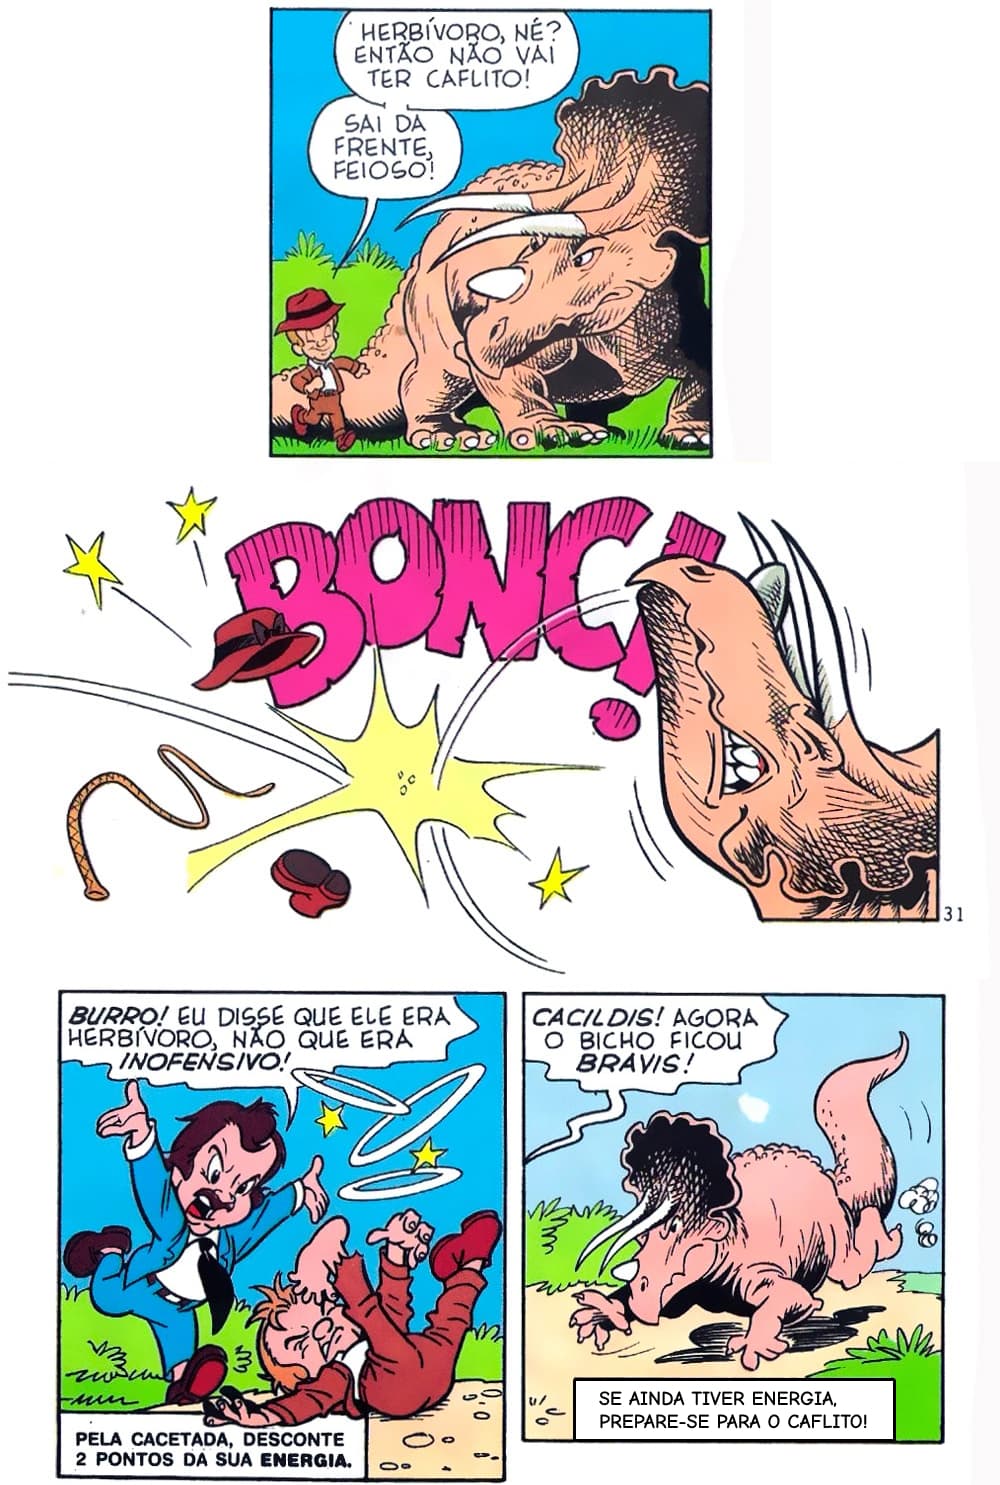 HERBÍVORO, NÉ?
ENTÃO NÃO VAI
TER CAFLITO!
SAI DA
FRENTE,
FEIOSO!
BONC!
31
BURRO! EU DISSE QUE ELE ERA
HERBÍVORO, NÃO QUE ERA
INOFENSIVO!
CACILDIS! AGORA
O BICHO FICOU
BRAVIS!
PELA CACETADA, DESCONTE
2 PONTOS DA SUA ENERGIA.
SE AINDA TIVER ENERGIA,
PREPARE-SE PARA O CAFLITO!